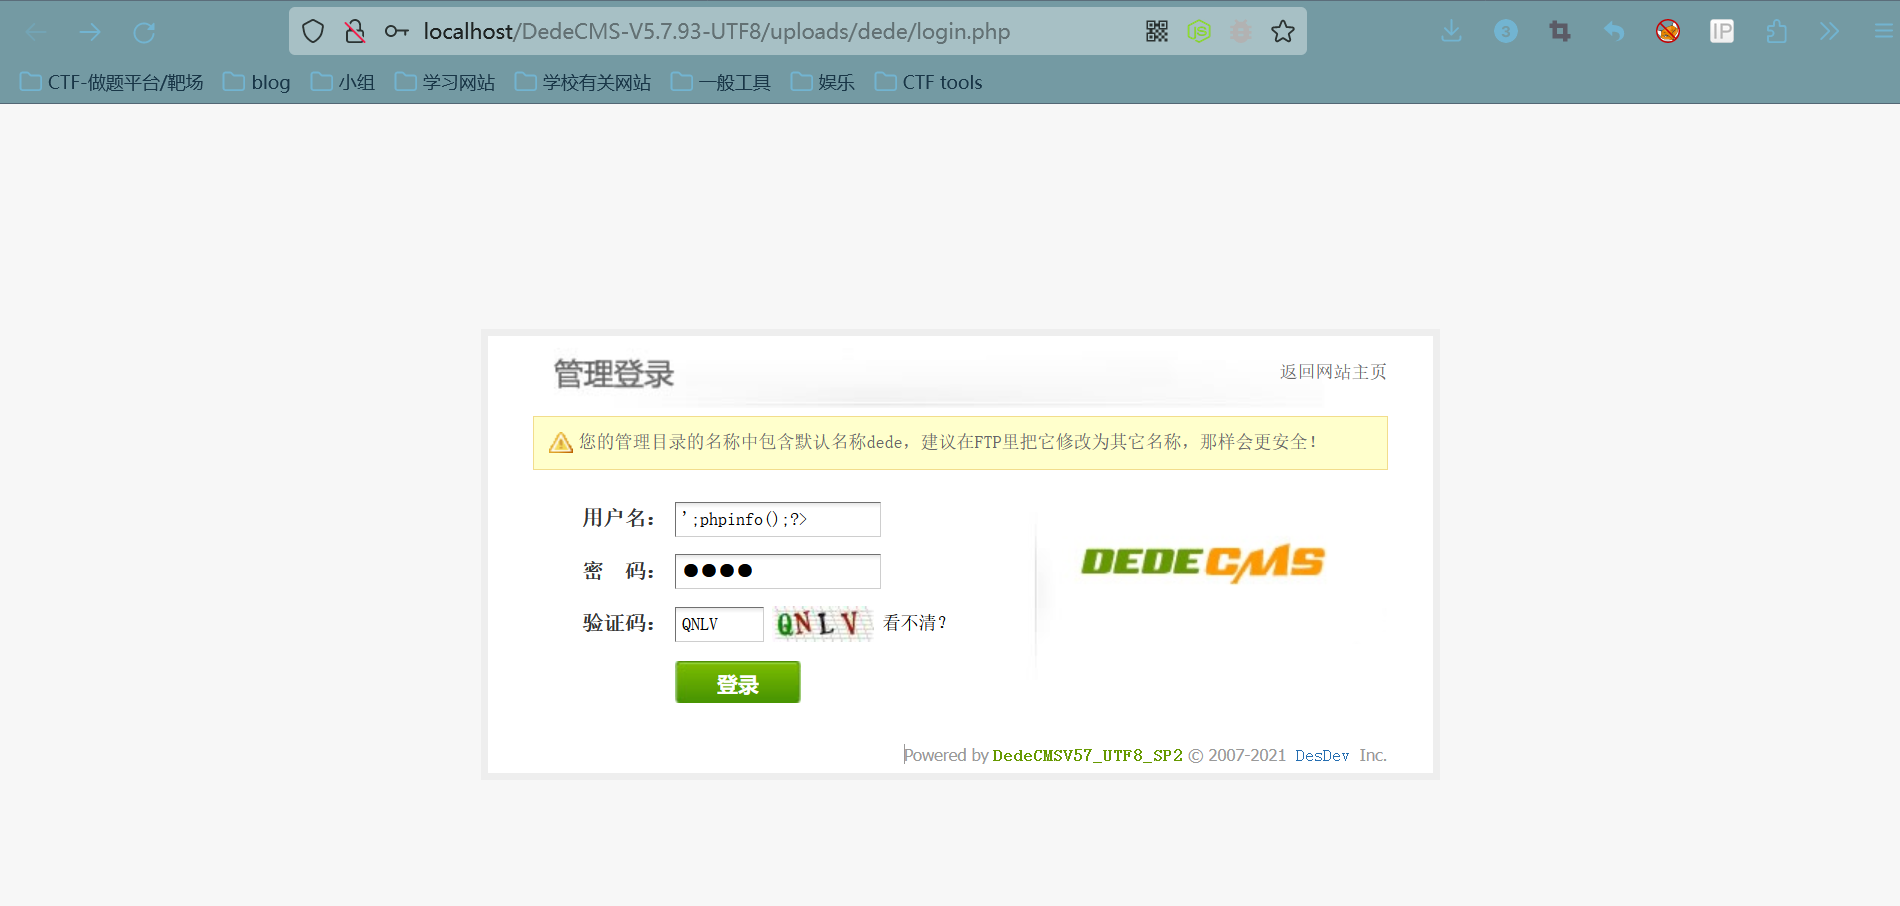 localhost/DedeCMS-V5.7.93-UTF8/uploads/dede/login.php
3
IP
CTF-做题平台/靶场 blog 小组 学习网站 学校有关网站 一般工具 娱乐 CTF tools
管理登录
返回网站主页
您的管理目录的名称中包含默认名称dede，建议在FTP里把它修改为其它名称，那样会更安全！
用户名： ';phpinfo();?>
密 码： ●●●●
验证码： QNLV QNLV 看不清？
DEDECMS
登录
Powered by DedeCMSV57_UTF8_SP2 © 2007-2021 DesDev Inc.